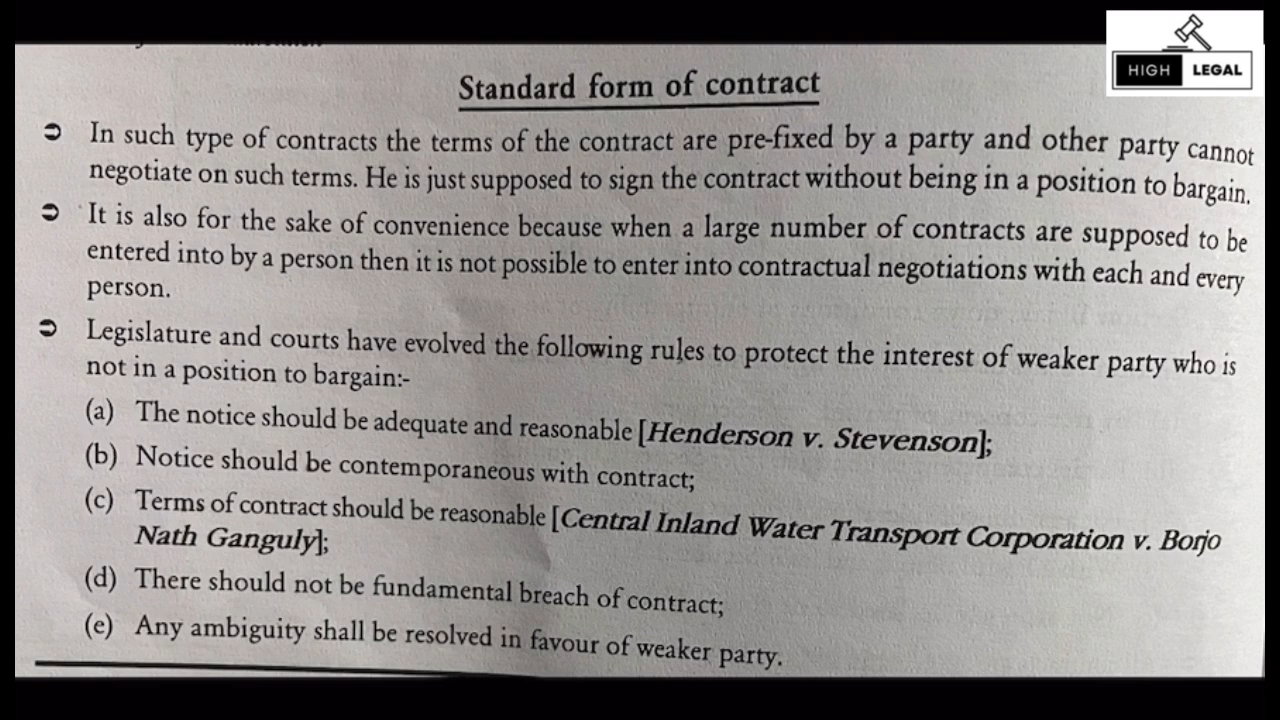 HIGH LEGAL
Standard form of contract
➲ In such type of contracts the terms of the contract are pre-fixed by a party and other party cannot
negotiate on such terms. He is just supposed to sign the contract without being in a position to bargain.
➲ It is also for the sake of convenience because when a large number of contracts are supposed to be
entered into by a person then it is not possible to enter into contractual negotiations with each and every
person.
➲ Legislature and courts have evolved the following rules to protect the interest of weaker party who is
not in a position to bargain:-
(a) The notice should be adequate and reasonable [Henderson v. Stevenson];
(b) Notice should be contemporaneous with contract;
(c) Terms of contract should be reasonable [Central Inland Water Transport Corporation v. Borjo
Nath Ganguly];
(d) There should not be fundamental breach of contract;
(e) Any ambiguity shall be resolved in favour of weaker party.